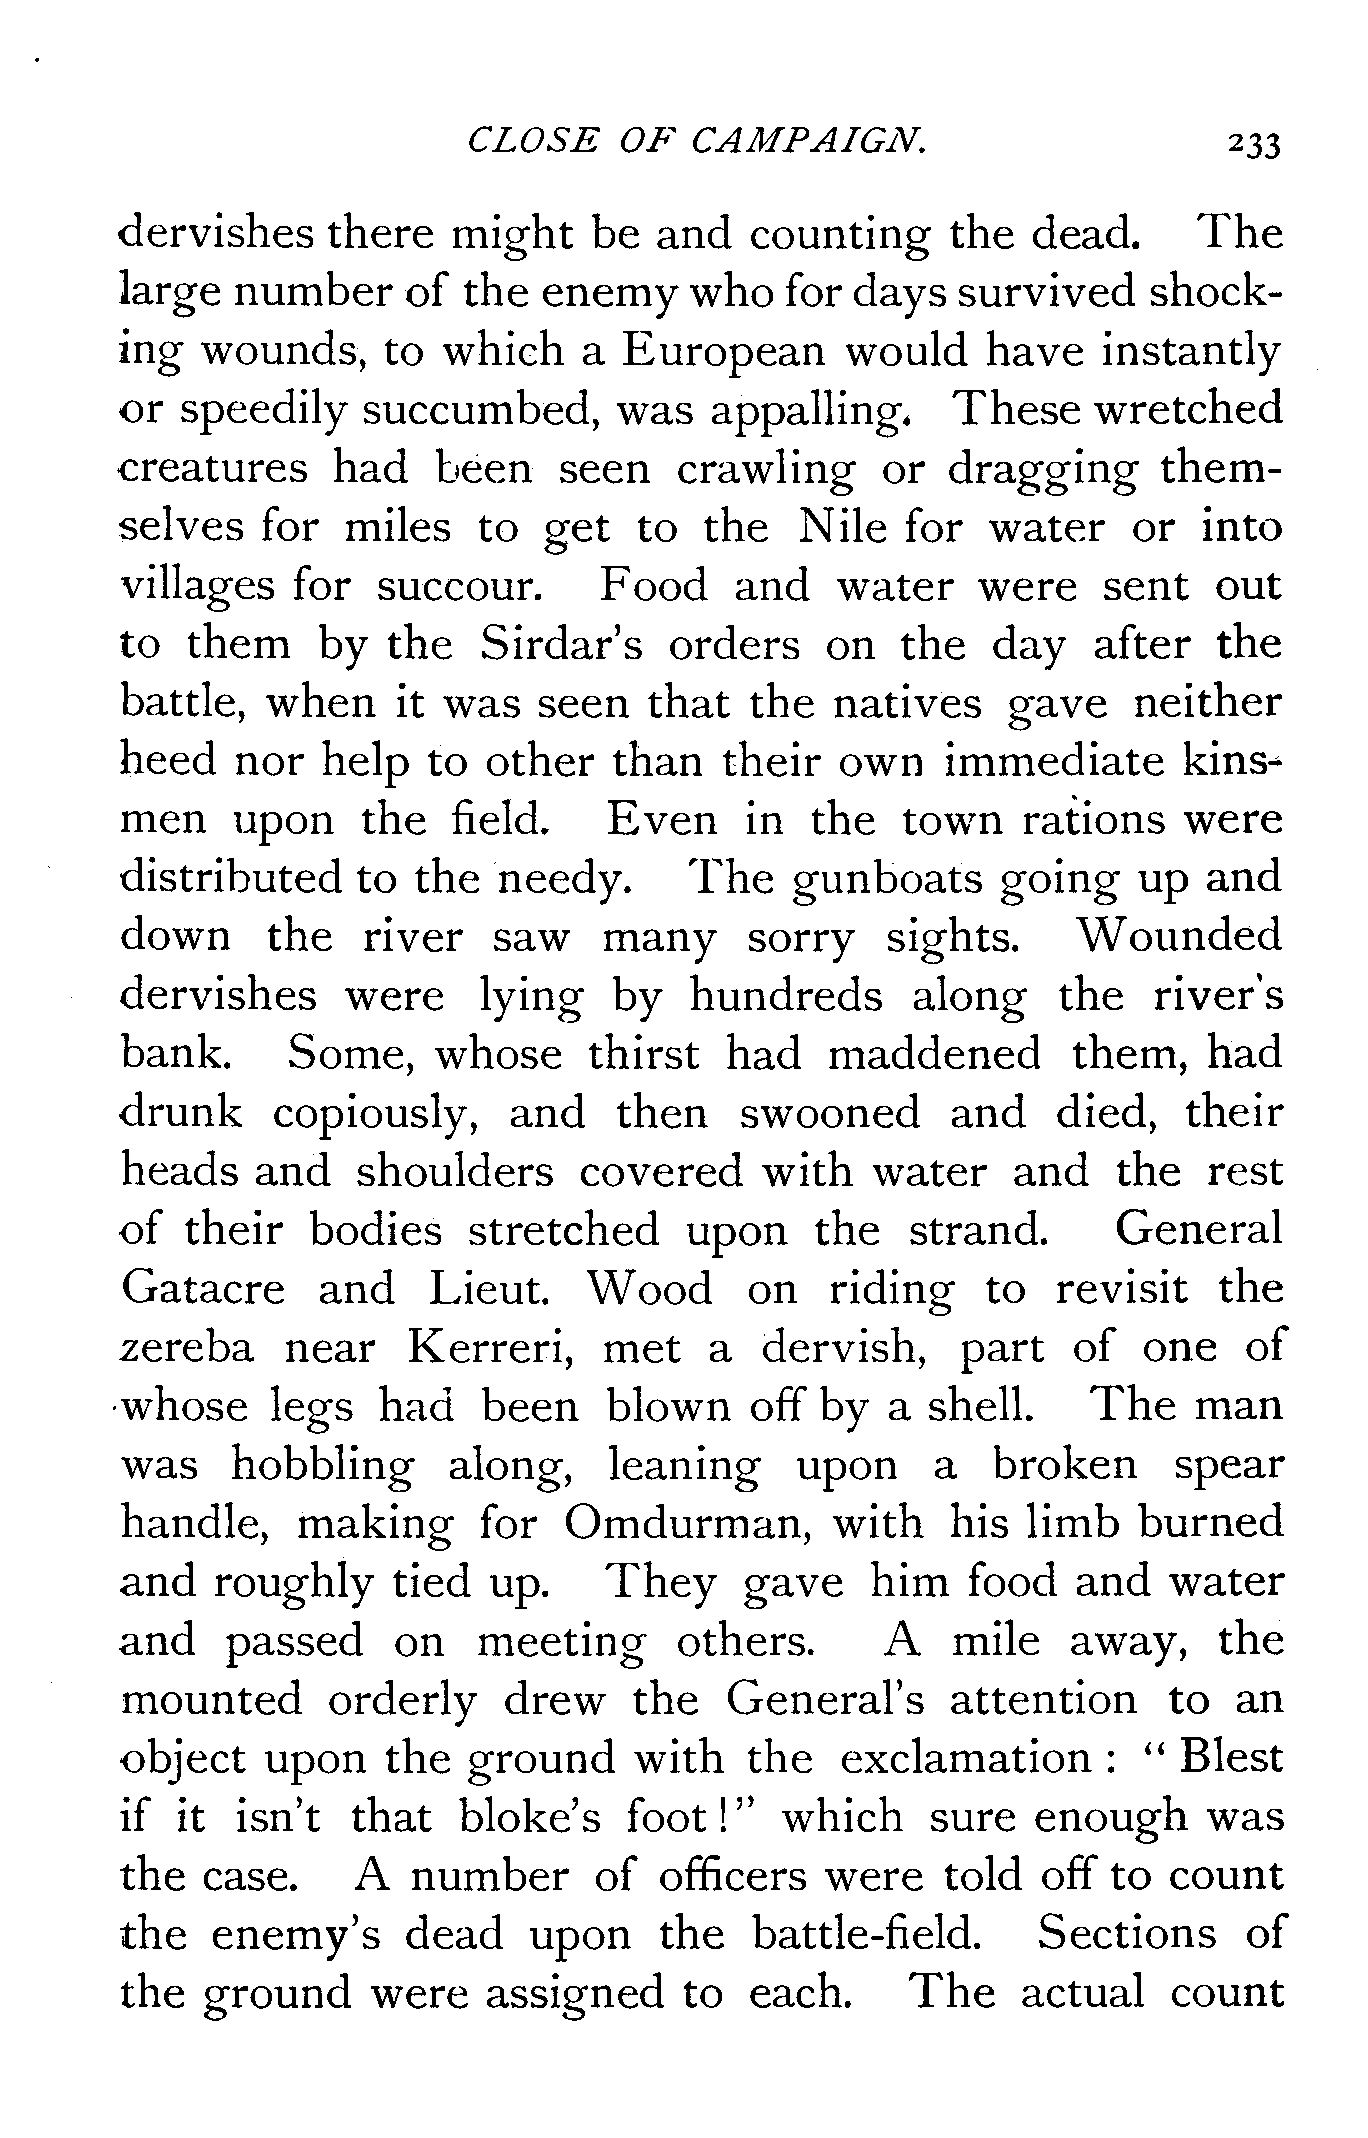 CLOSE OF CAMPAIGN. 233
dervishes there might be and counting the dead. The
large number of the enemy who for days survived shock-
ing wounds, to which a European would have instantly
or speedily succumbed, was appalling. These wretched
creatures had been seen crawling or dragging them-
selves for miles to get to the Nile for water or into
villages for succour. Food and water were sent out
to them by the Sirdar's orders on the day after the
battle, when it was seen that the natives gave neither
heed nor help to other than their own immediate kins-
men upon the field. Even in the town rations were
distributed to the needy. The gunboats going up and
down the river saw many sorry sights. Wounded
dervishes were lying by hundreds along the river's
bank. Some, whose thirst had maddened them, had
drunk copiously, and then swooned and died, their
heads and shoulders covered with water and the rest
of their bodies stretched upon the strand. General
Gatacre and Lieut. Wood on riding to revisit the
zereba near Kerreri, met a dervish, part of one of
whose legs had been blown off by a shell. The man
was hobbling along, leaning upon a broken spear
handle, making for Omdurman, with his limb burned
and roughly tied up. They gave him food and water
and passed on meeting others. A mile away, the
mounted orderly drew the General's attention to an
object upon the ground with the exclamation : " Blest
if it isn't that bloke's foot !" which sure enough was
the case. A number of officers were told off to count
the enemy's dead upon the battle-field. Sections of
the ground were assigned to each. The actual count